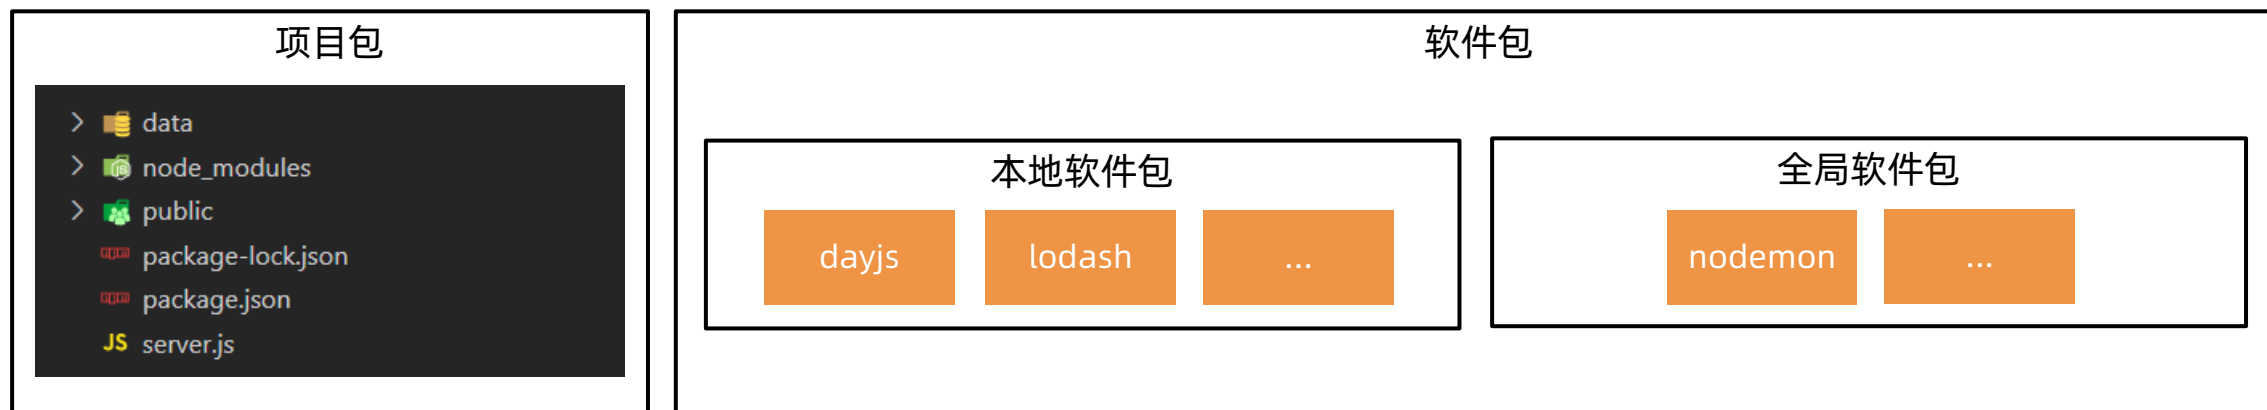 项目包
data
node_modules
public
package-lock.json
package.json
JS server.js
软件包
本地软件包
dayjs
lodash
...
全局软件包
nodemon
...